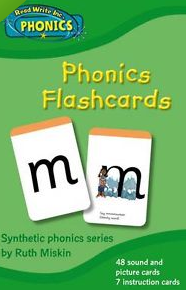 Read Write Inc.
PHONICS
Phonics
Flashcards
m
m
Synthetic phonics series
by Ruth Miskin
48 sound and
picture cards
7 instruction cards